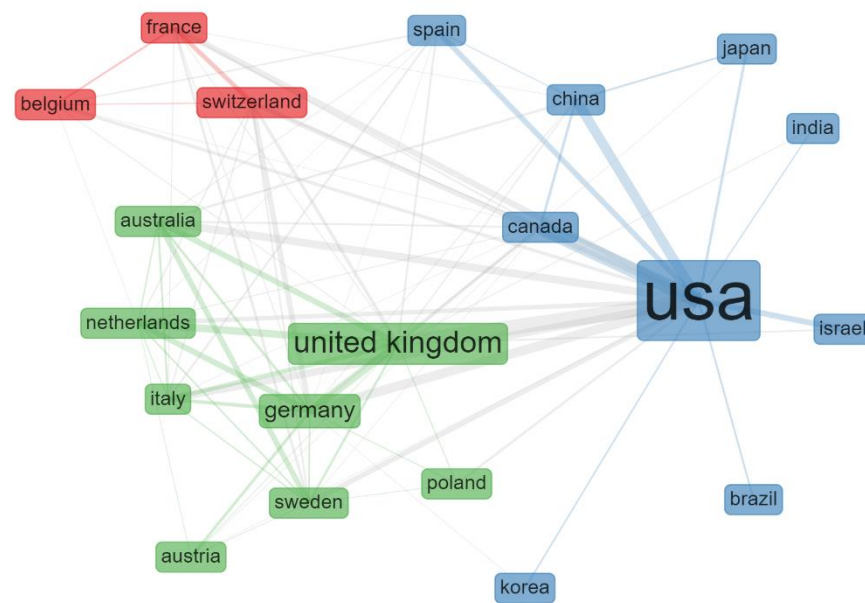 france
spain
japan
belgium
switzerland
china
india
australia
canada
usa
netherlands
united kingdom
israel
italy
germany
sweden
poland
brazil
austria
korea